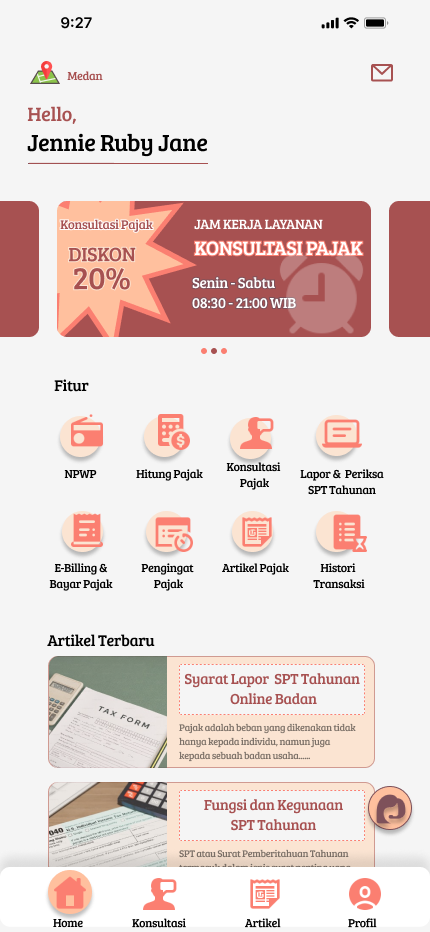 9:27
Medan
Hello,
Jennie Ruby Jane
Konsultasi Pajak
DISKON
20%
JAM KERJA LAYANAN
KONSULTASI PAJAK
Senin - Sabtu
08:30 - 21:00 WIB
Fitur
NPWP
Hitung Pajak
Konsultasi
Pajak
Lapor & Periksa
SPT Tahunan
E-Billing &
Bayar Pajak
Pengingat
Pajak
Artikel Pajak
Histori
Transaksi
Artikel Terbaru
TAX FORM
Syarat Lapor SPT Tahunan
Online Badan
Pajak adalah beban yang dikenakan tidak
hanya kepada individu, namun juga
kepada sebuah badan usaha......
1040 U.S. Individual Income Tax
Fungsi dan Kegunaan
SPT Tahunan
SPT atau Surat Pemberitahuan Tahunan
Home
Konsultasi
Artikel
Profil